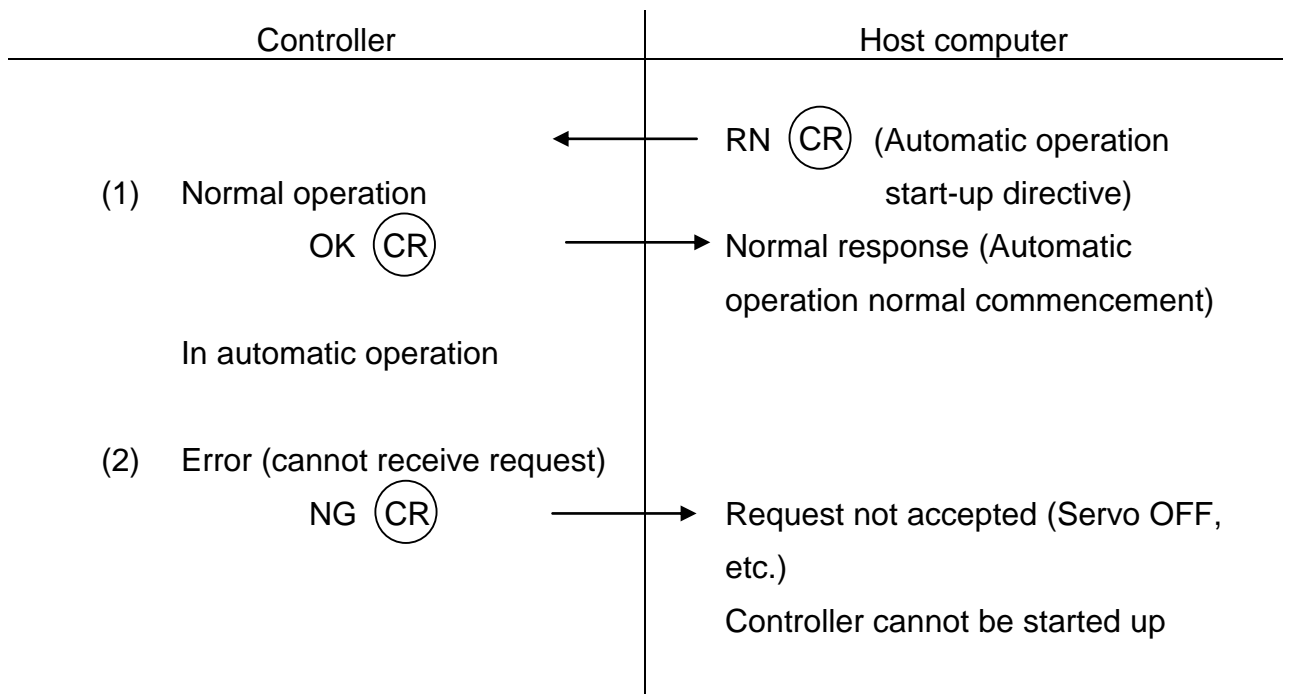 Controller Host computer
RN CR (Automatic operation
(1) Normal operation start-up directive)
OK CR Normal response (Automatic
operation normal commencement)
In automatic operation
(2) Error (cannot receive request)
NG CR Request not accepted (Servo OFF,
etc.)
Controller cannot be started up